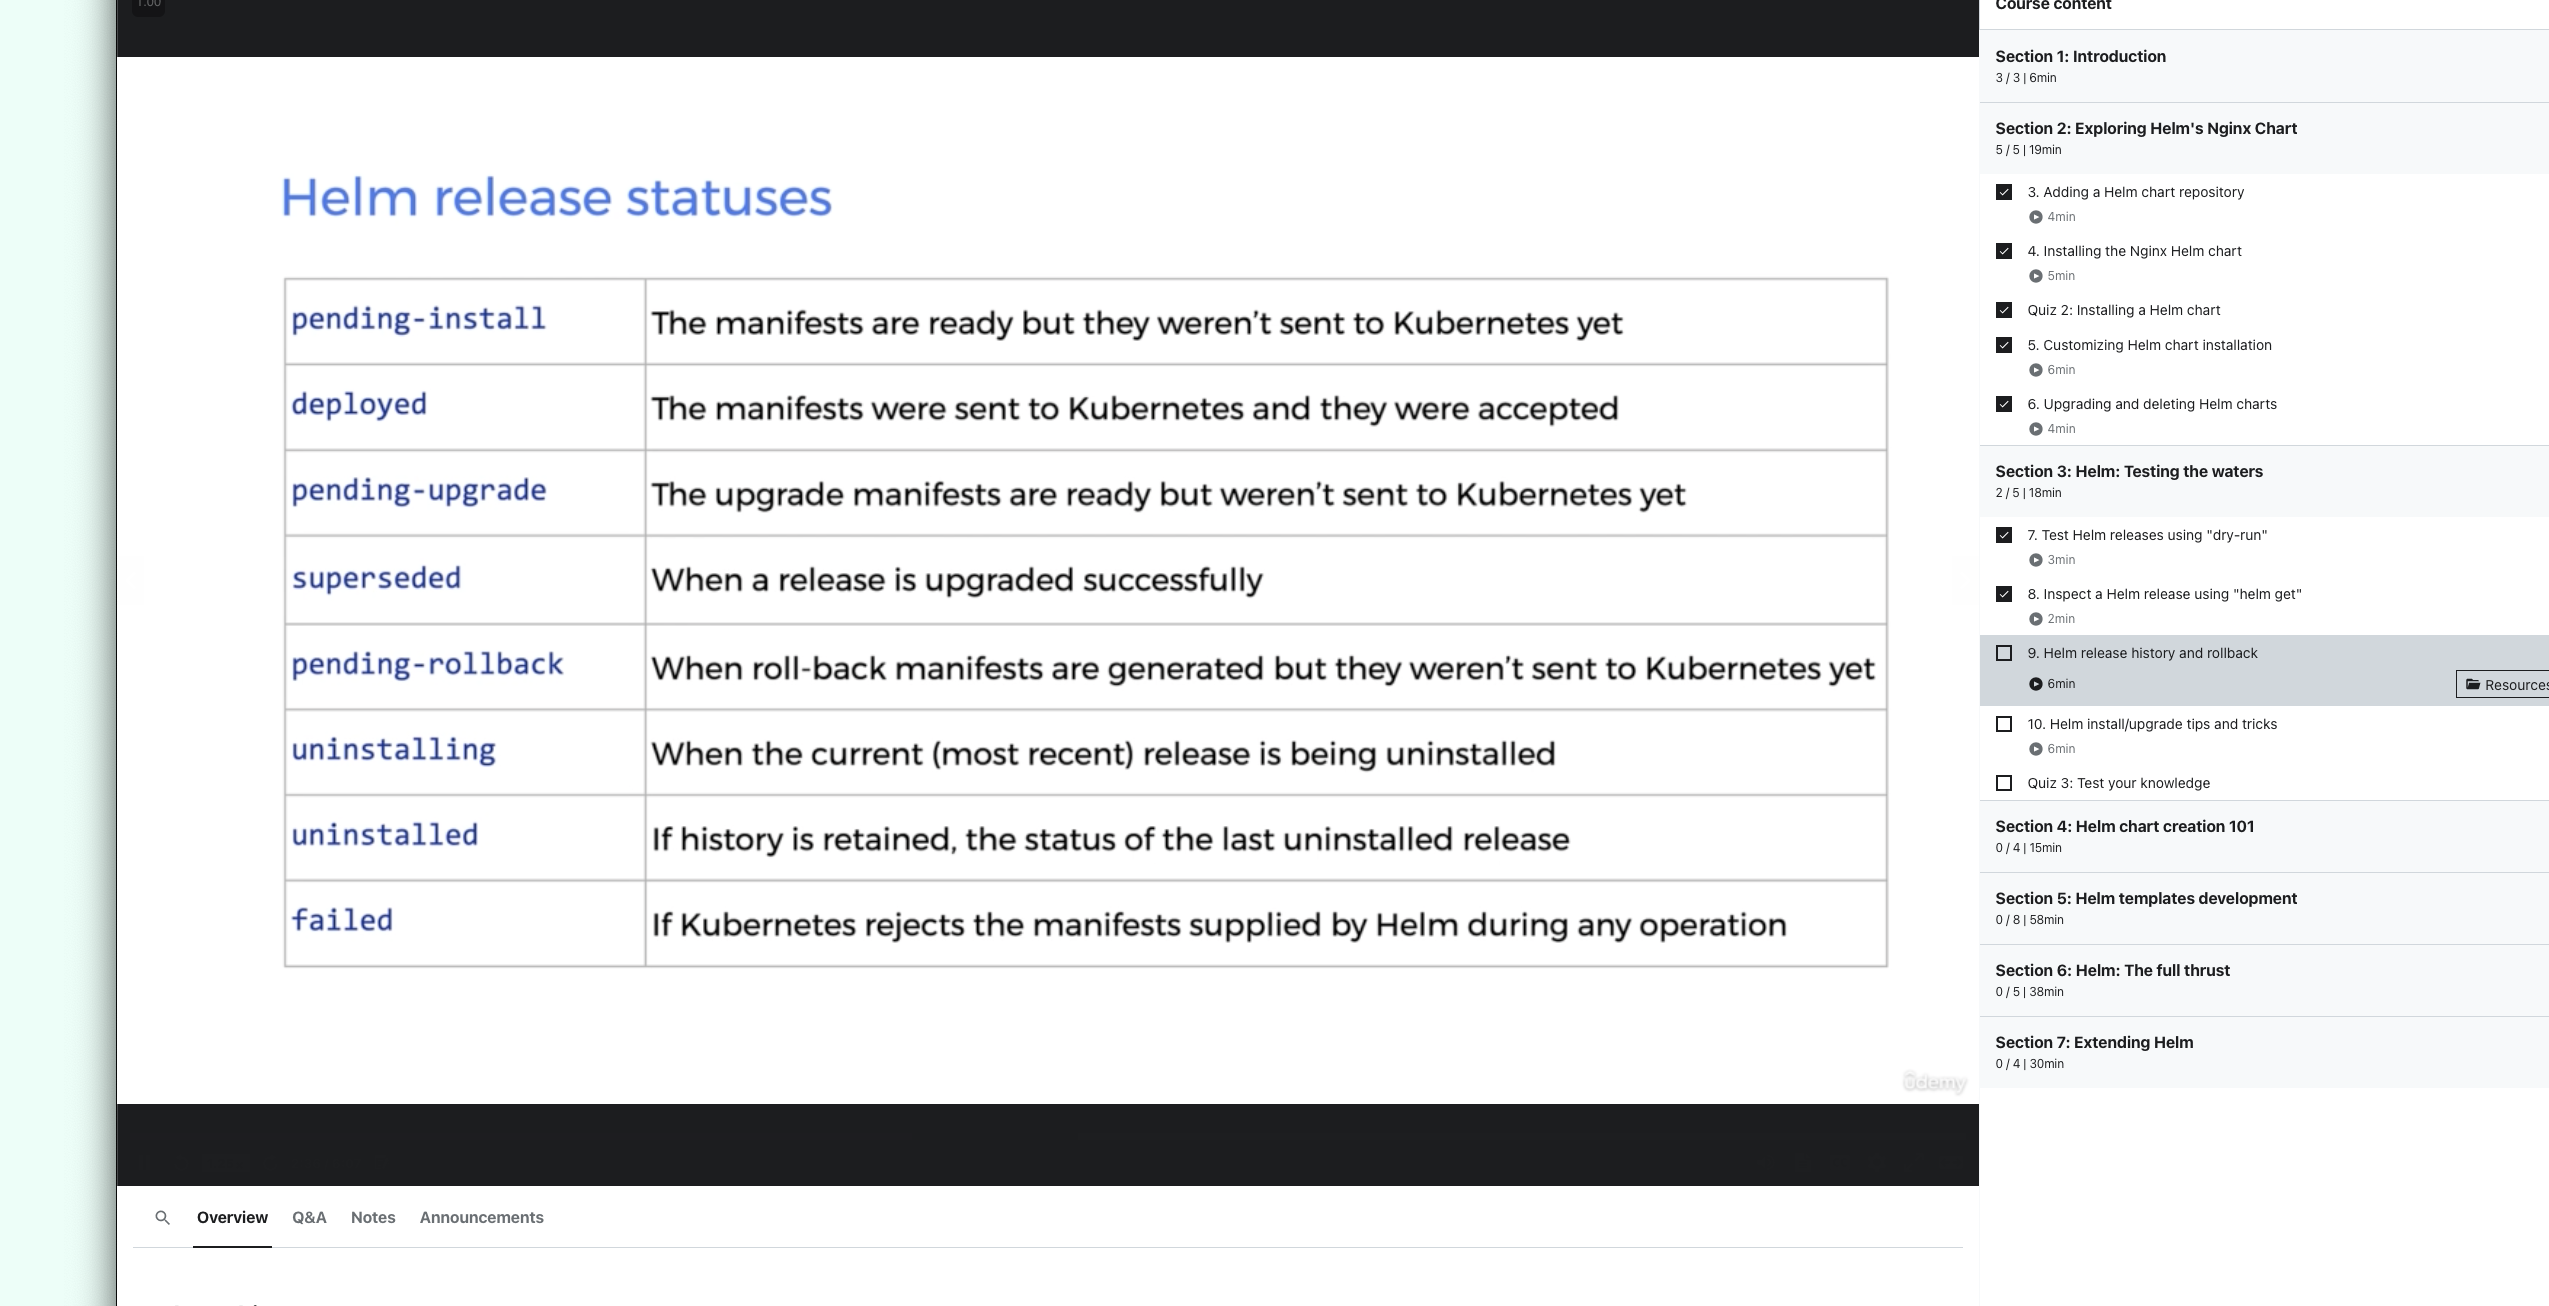 1.00
Helm release statuses
pending-install The manifests are ready but they weren’t sent to Kubernetes yet
deployed The manifests were sent to Kubernetes and they were accepted
pending-upgrade The upgrade manifests are ready but weren’t sent to Kubernetes yet
superseded When a release is upgraded successfully
pending-rollback When roll-back manifests are generated but they weren’t sent to Kubernetes yet
uninstalling When the current (most recent) release is being uninstalled
uninstalled If history is retained, the status of the last uninstalled release
failed If Kubernetes rejects the manifests supplied by Helm during any operation
ûdemy
Overview Q&A Notes Announcements
Course content
Section 1: Introduction
3 / 3 | 6min
Section 2: Exploring Helm's Nginx Chart
5 / 5 | 19min
3. Adding a Helm chart repository
4min
4. Installing the Nginx Helm chart
5min
Quiz 2: Installing a Helm chart
5. Customizing Helm chart installation
6min
6. Upgrading and deleting Helm charts
4min
Section 3: Helm: Testing the waters
2 / 5 | 18min
7. Test Helm releases using "dry-run"
3min
8. Inspect a Helm release using "helm get"
2min
9. Helm release history and rollback
6min
Resources
10. Helm install/upgrade tips and tricks
6min
Quiz 3: Test your knowledge
Section 4: Helm chart creation 101
0 / 4 | 15min
Section 5: Helm templates development
0 / 8 | 58min
Section 6: Helm: The full thrust
0 / 5 | 38min
Section 7: Extending Helm
0 / 4 | 30min